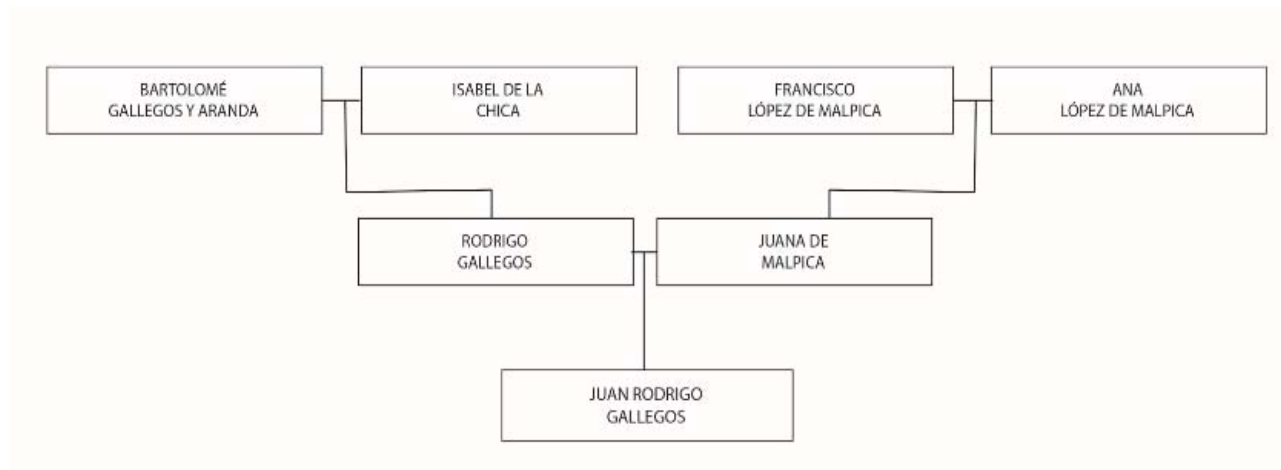 BARTOLOMÉ
GALLEGOS Y ARANDA
ISABEL DE LA
CHICA
FRANCISCO
LÓPEZ DE MALPICA
ANA
LÓPEZ DE MALPICA
RODRIGO
GALLEGOS
JUANA DE
MALPICA
JUAN RODRIGO
GALLEGOS